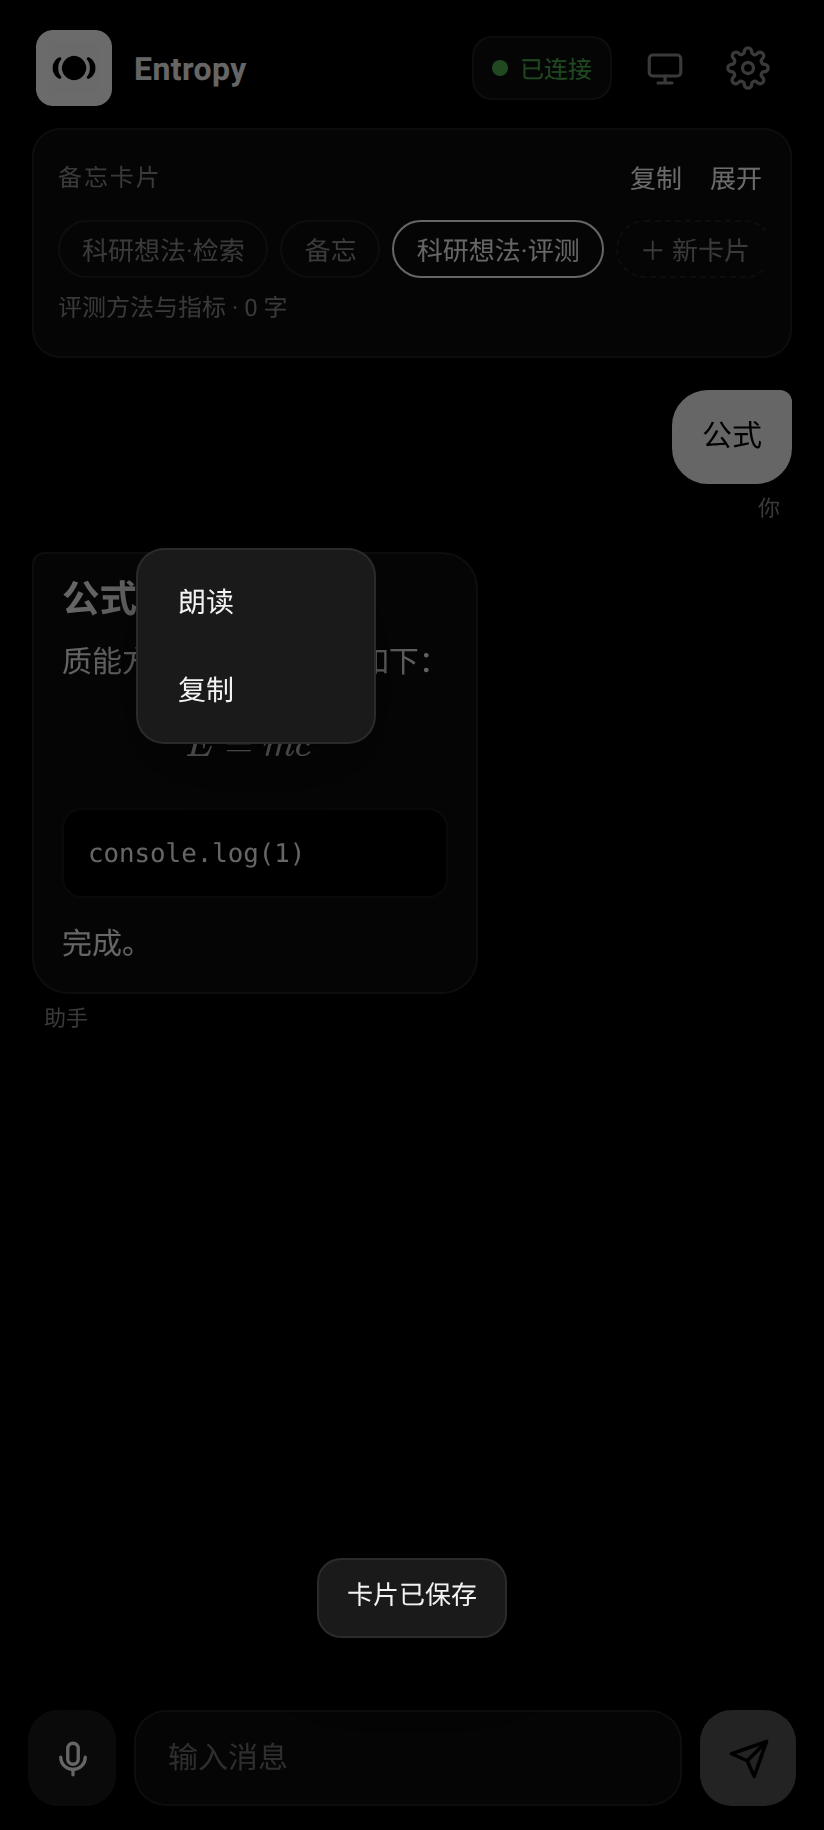 Entropy
已连接
备忘卡片
复制 展开
科研想法·检索 备忘 科研想法·评测 ＋ 新卡片
评测方法与指标 · 0 字
公式
你
公式
朗读
质能 如下：
复制
E = mc
console.log(1)
完成。
助手
卡片已保存
输入消息